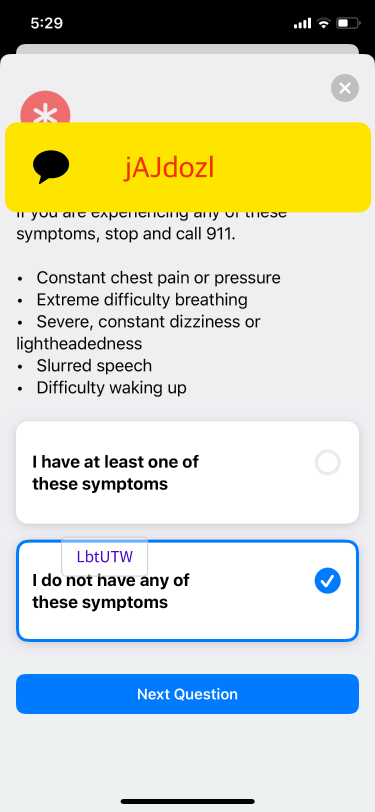 5:29
jAJdozl
If you are experiencing any of these
symptoms, stop and call 911.
• Constant chest pain or pressure
• Extreme difficulty breathing
• Severe, constant dizziness or
lightheadedness
• Slurred speech
• Difficulty waking up
I have at least one of
these symptoms
LbtUTW
I do not have any of
these symptoms
Next Question